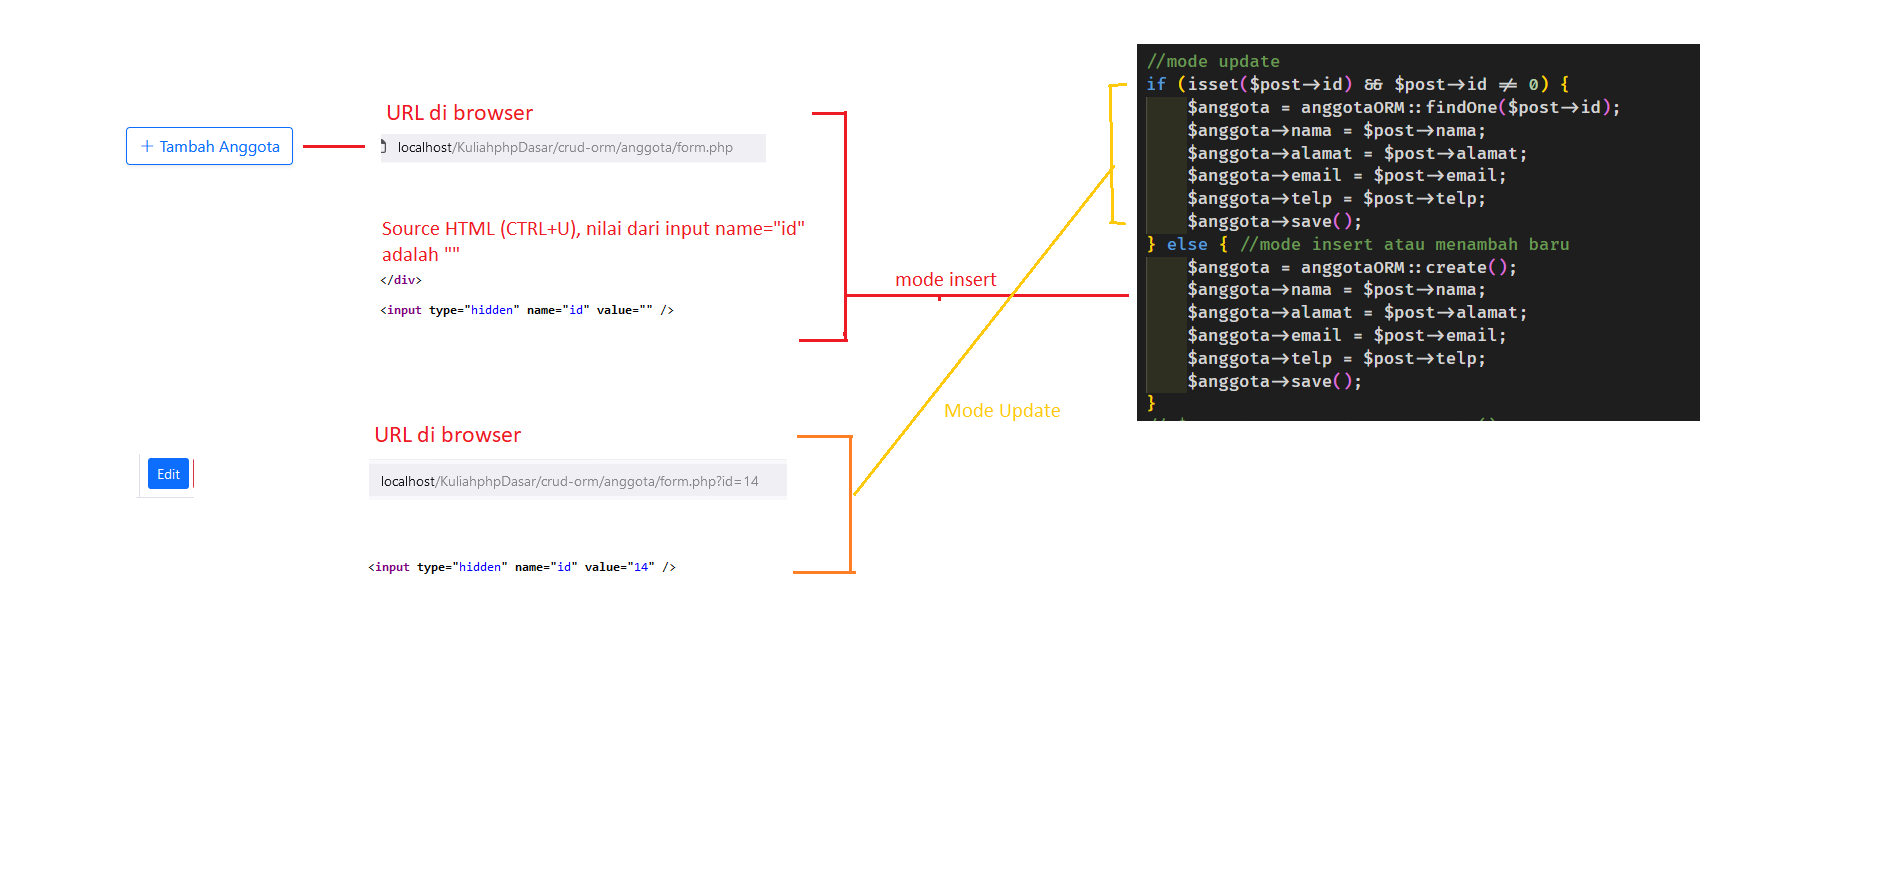 + Tambah Anggota
URL di browser
localhost/KuliahphpDasar/crud-orm/anggota/form.php
Source HTML (CTRL+U), nilai dari input name="id"
adalah ""
</div>
<input type="hidden" name="id" value="" />
mode insert
Edit
URL di browser
localhost/KuliahphpDasar/crud-orm/anggota/form.php?id=14
<input type="hidden" name="id" value="14" />
Mode Update
//mode update
if (isset($post->id) && $post->id != 0) {
$anggota = anggotaORM::findOne($post->id);
$anggota->nama = $post->nama;
$anggota->alamat = $post->alamat;
$anggota->email = $post->email;
$anggota->telp = $post->telp;
$anggota->save();
} else { //mode insert atau menambah baru
$anggota = anggotaORM::create();
$anggota->nama = $post->nama;
$anggota->alamat = $post->alamat;
$anggota->email = $post->email;
$anggota->telp = $post->telp;
$anggota->save();
}